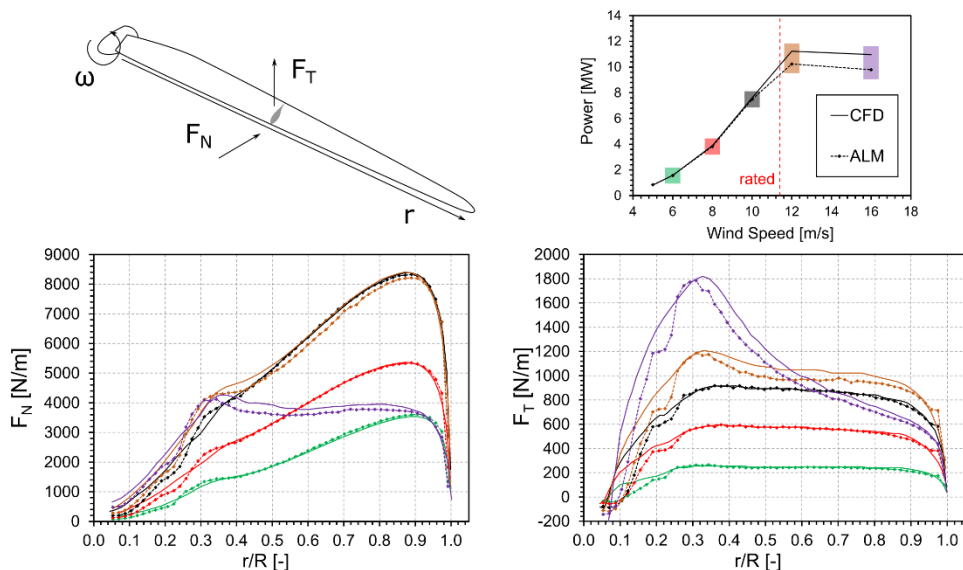 ω
F_T
F_N
r
Power [MW]
14
12
10
8
6
4
2
0
rated
CFD
ALM
4 6 8 10 12 14 16 18
Wind Speed [m/s]
F_N [N/m]
9000
8000
7000
6000
5000
4000
3000
2000
1000
0
0.0 0.1 0.2 0.3 0.4 0.5 0.6 0.7 0.8 0.9 1.0
r/R [-]
F_T [N/m]
2000
1800
1600
1400
1200
1000
800
600
400
200
0
-200
0.0 0.1 0.2 0.3 0.4 0.5 0.6 0.7 0.8 0.9 1.0
r/R [-]